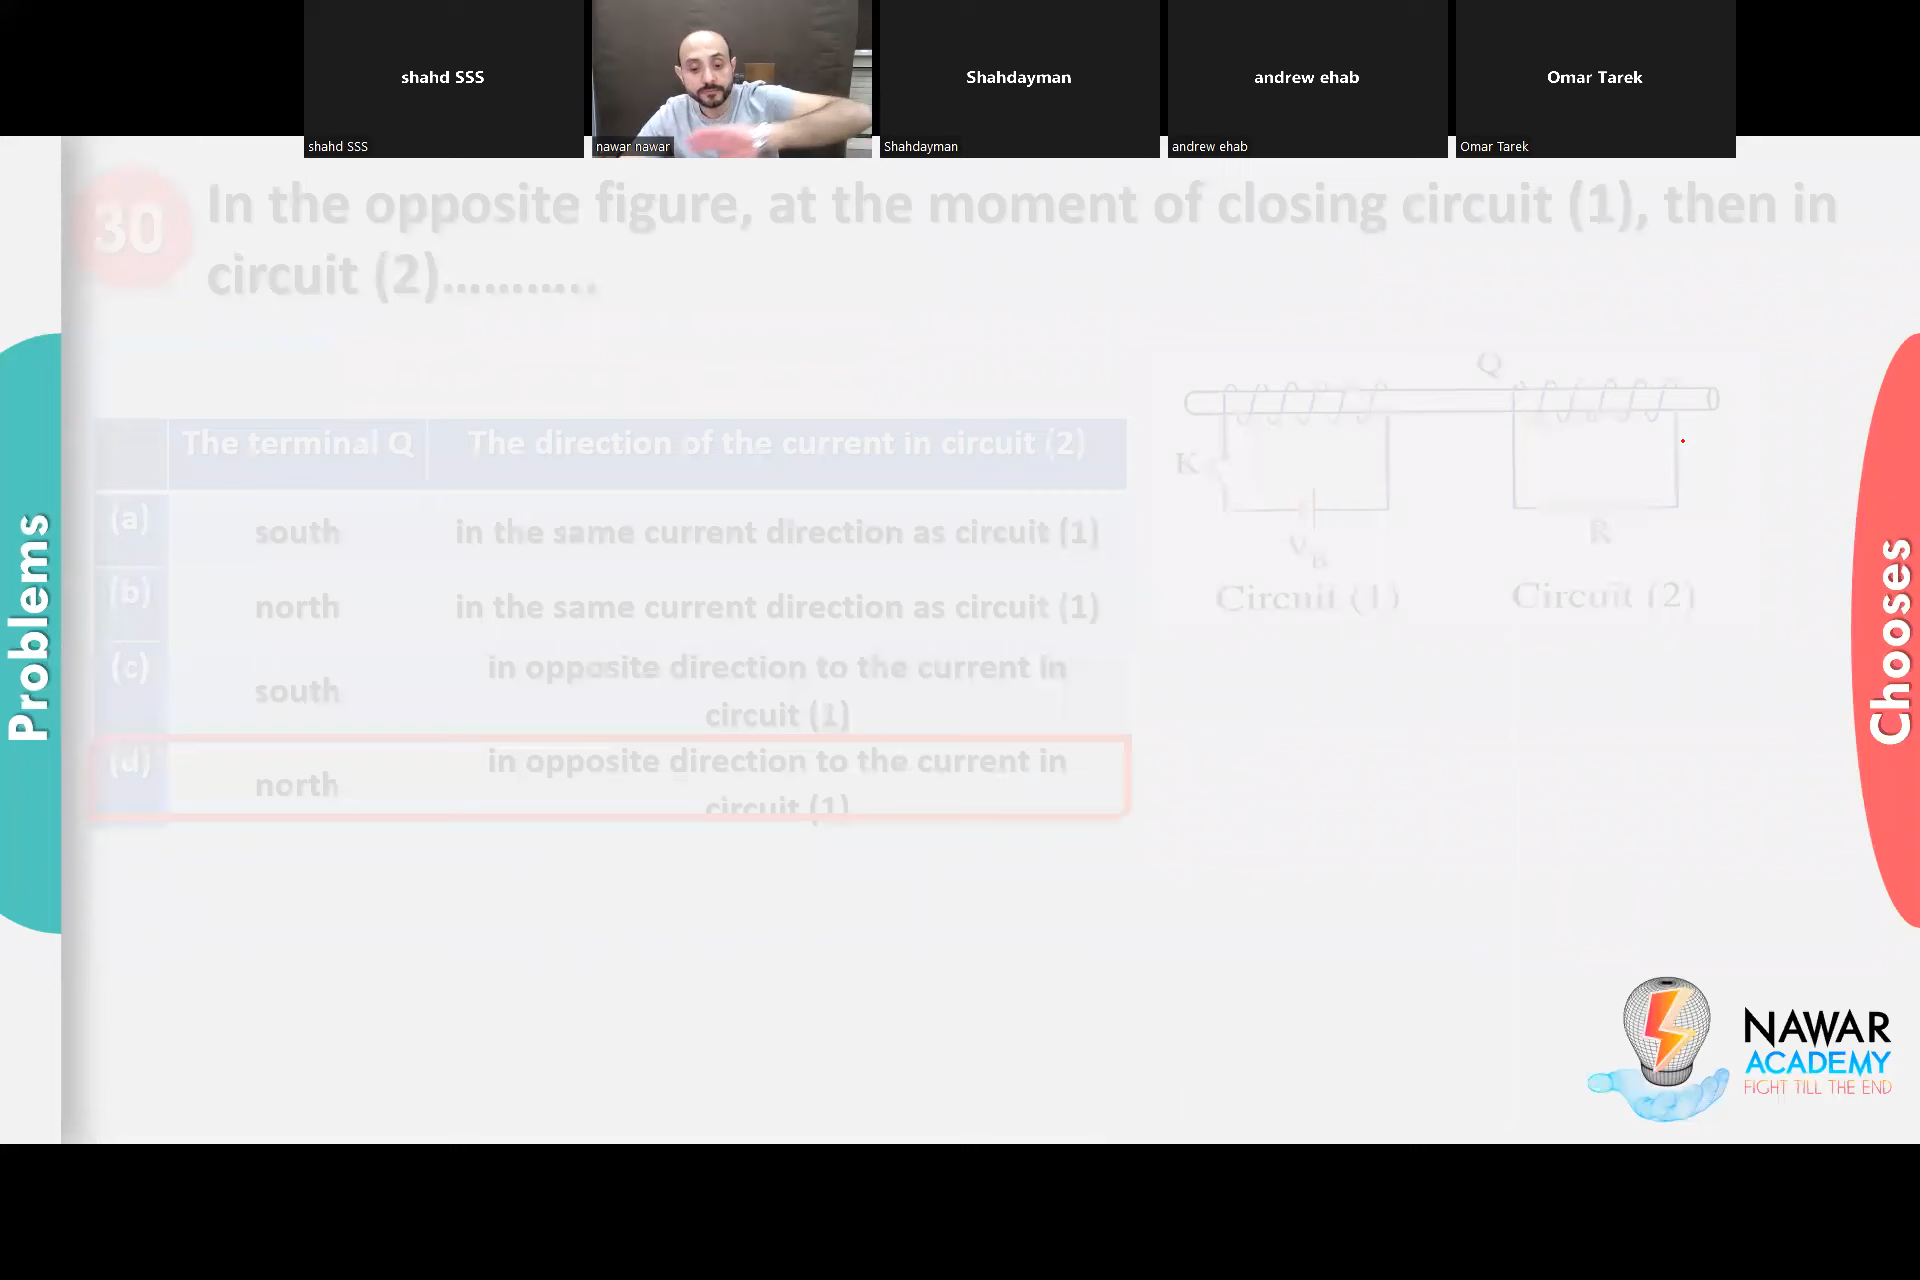 shahd SSS
Shahdayman
andrew ehab
Omar Tarek
shahd SSS
nawar nawar
Shahdayman
andrew ehab
Omar Tarek
30
In the opposite figure, at the moment of closing circuit (1), then in
circuit (2)...........
The terminal Q
The direction of the current in circuit (2)
(a)
south
in the same current direction as circuit (1)
(b)
north
in the same current direction as circuit (1)
(c)
south
in opposite direction to the current in
circuit (1)
(d)
north
in opposite direction to the current in
circuit (1)
Q
K
V_B
R
Circuit (1)
Circuit (2)
Problems
Chooses
NAWAR
ACADEMY
FIGHT TILL THE END